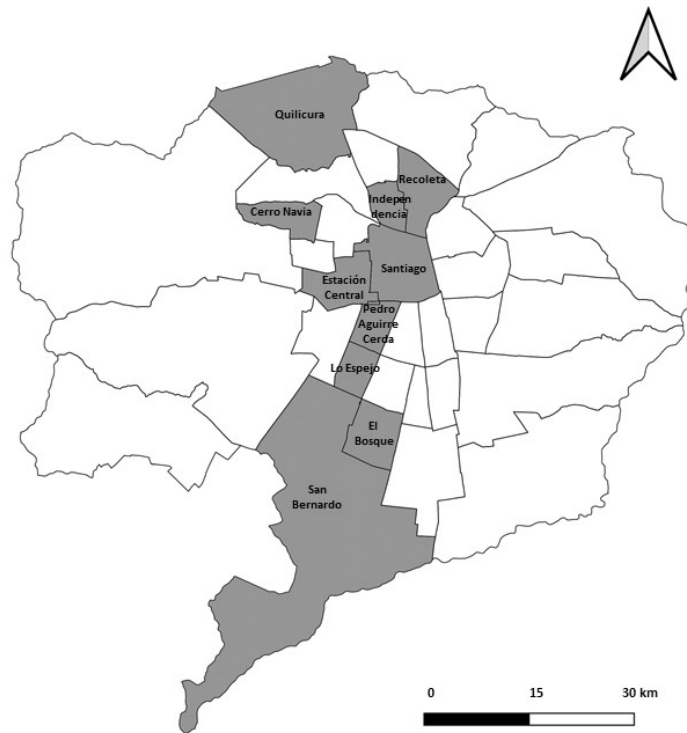 Quilicura
Recoleta
Indepen
dencia
Cerro Navia
Santiago
Estación
Central
Pedro
Aguirre
Cerda
Lo Espejo
El
Bosque
San
Bernardo
0 15 30 km